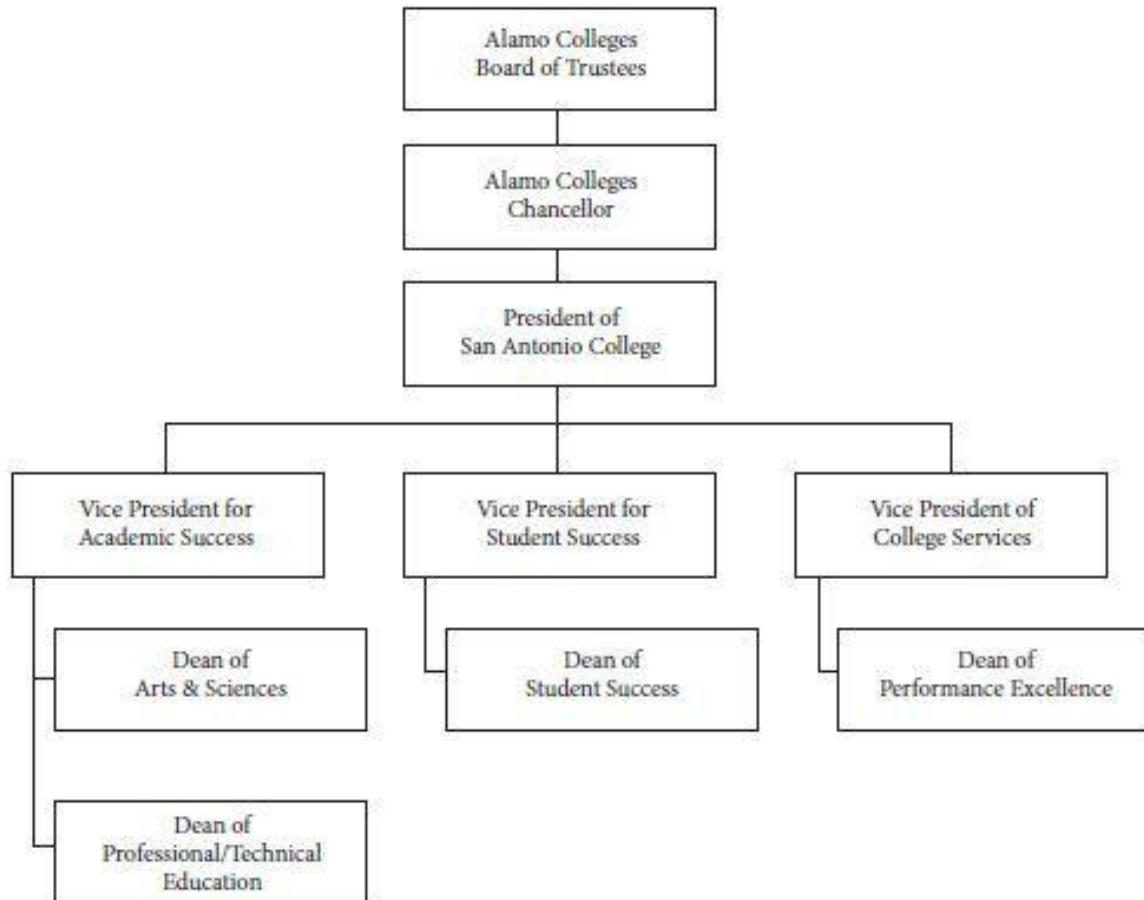 Alamo Colleges
Board of Trustees
Alamo Colleges
Chancellor
President of
San Antonio College
Vice President for
Academic Success
Vice President for
Student Success
Vice President of
College Services
Dean of
Arts & Sciences
Dean of
Student Success
Dean of
Performance Excellence
Dean of
Professional/Technical
Education